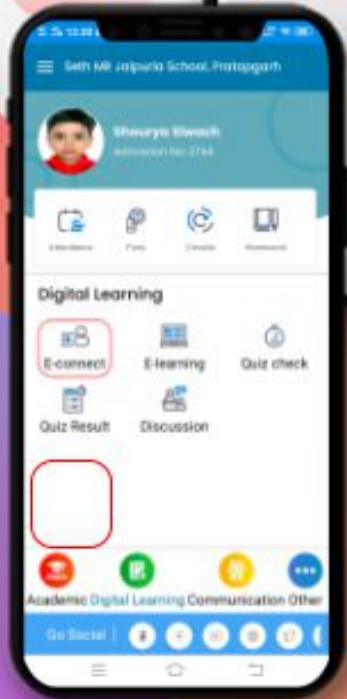 Seth MR Jaipuria School, Pratapgarh
Shaurya Siwach
Admission No: 3744
Attendance Fees Circular Homework
Digital Learning
E-connect E-learning Quiz check
Quiz Result Discussion
Academic Digital Learning Communication Other
Go Social